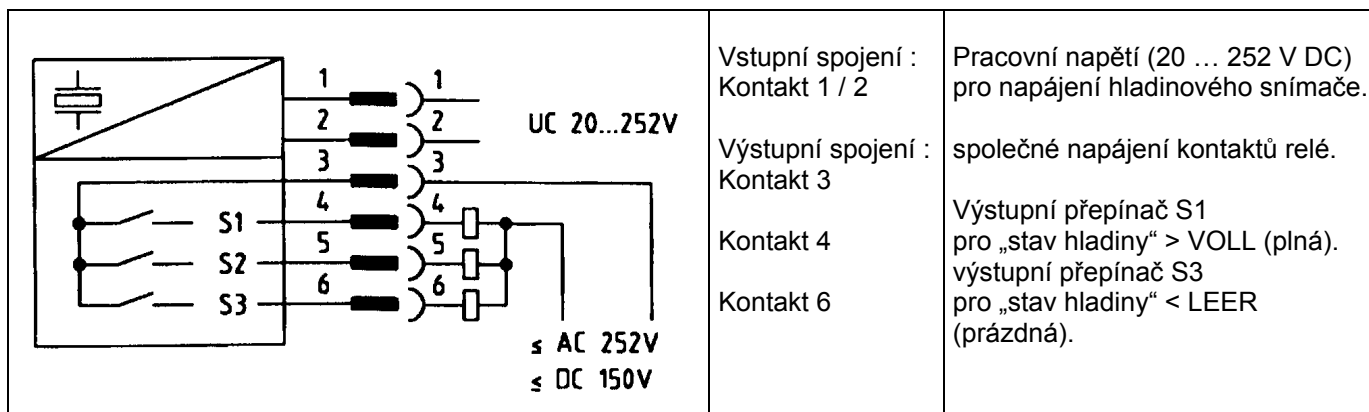 1
1
2
2
UC 20...252V
3
3
S1
4
4
S2
5
5
S3
6
6
≤ AC 252V
≤ DC 150V
Vstupní spojení :
Kontakt 1 / 2
Výstupní spojení :
Kontakt 3
Kontakt 4
Kontakt 6
Pracovní napětí (20 … 252 V DC)
pro napájení hladinového snímače.
společné napájení kontaktů relé.
Výstupní přepínač S1
pro „stav hladiny“ > VOLL (plná).
výstupní přepínač S3
pro „stav hladiny“ < LEER
(prázdná).